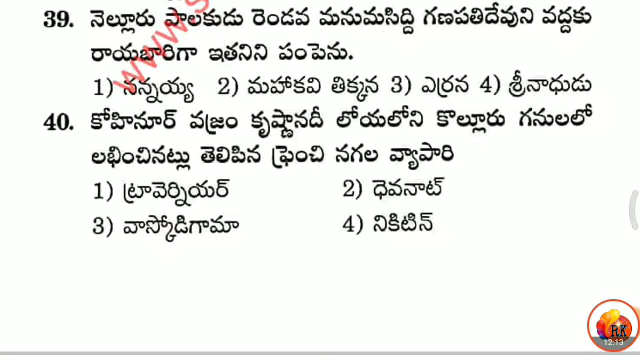 39. నెల్లూరు పాలకుడు రెండవ మనుమసిద్ది గణపతిదేవుని వద్దకు
రాయబారిగా ఇతనిని పంపెను.
1) నన్నయ్య 2) మహాకవి తిక్కన 3) ఎర్రన 4) శ్రీనాథుడు
40. కోహినూర్ వజ్రం కృష్ణానదీ లోయలోని కొల్లూరు గనులలో
లభించినట్లు తెలిపిన ఫ్రెంచి నగల వ్యాపారి
1) ట్రావెర్నియర్ 2) థెవనాట్
3) వాస్కోడిగామా 4) నికిటిన్
RK
12:13